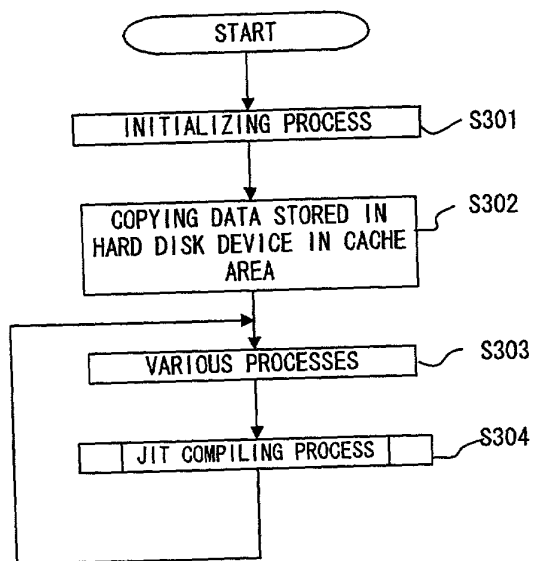 START
INITIALIZING PROCESS
S301
COPYING DATA STORED IN
HARD DISK DEVICE IN CACHE
AREA
S302
VARIOUS PROCESSES
S303
JIT COMPILING PROCESS
S304